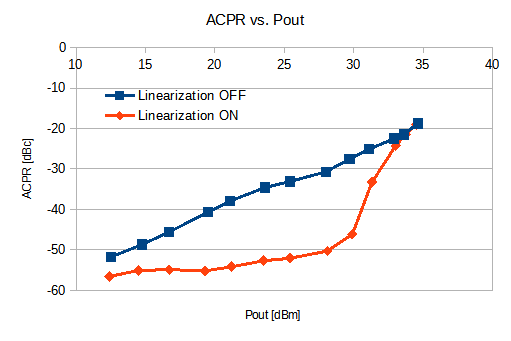 ACPR vs. Pout
0
10 15 20 25 30 35 40
-10
Linearization OFF
Linearization ON
-20
ACPR [dBc]
-30
-40
-50
-60
Pout [dBm]